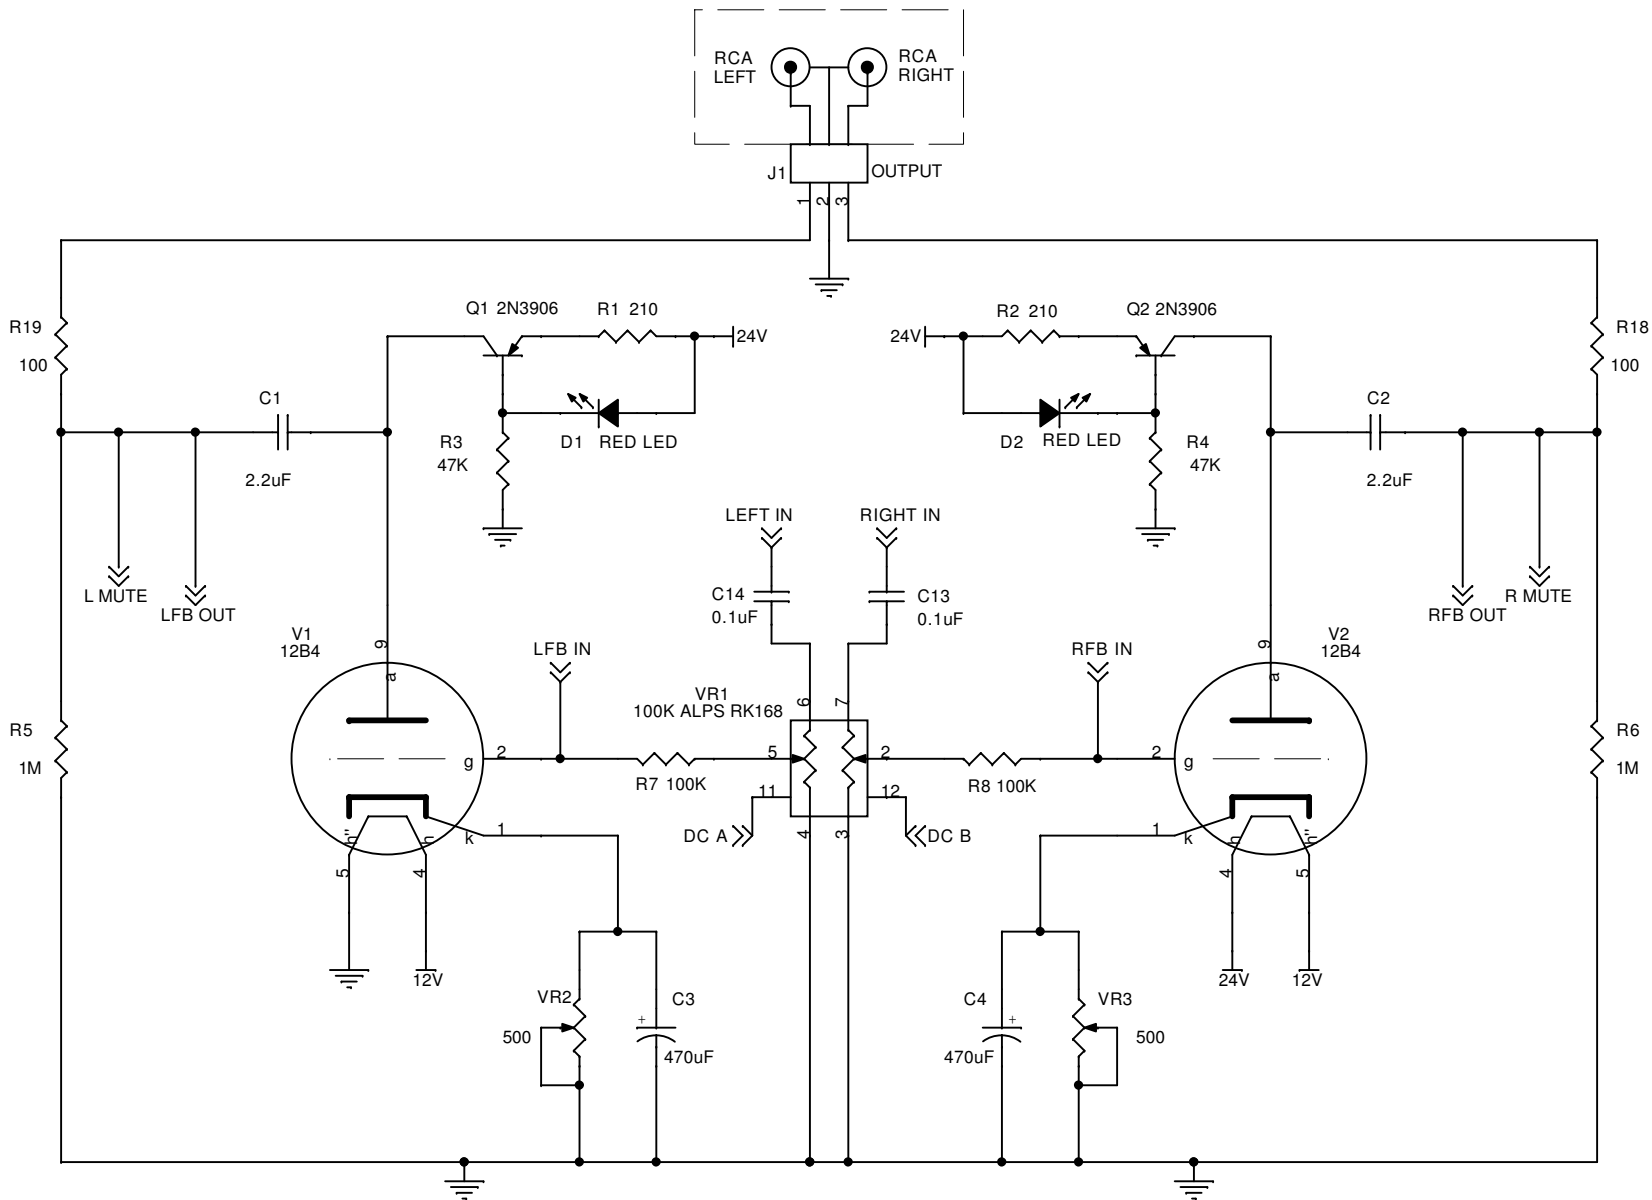 RCA
LEFT
RCA
RIGHT
J1
OUTPUT
1
2
3
R19
100
Q1 2N3906
R1 210
24V
24V
R2 210
Q2 2N3906
R18
100
C1
2.2uF
R3
47K
D1 RED LED
D2 RED LED
R4
47K
C2
2.2uF
L MUTE
LFB OUT
LEFT IN
RIGHT IN
C14
0.1uF
C13
0.1uF
RFB OUT
R MUTE
V1
12B4
9
a
LFB IN
RFB IN
V2
12B4
9
a
VR1
100K ALPS RK168
6
7
R5
1M
g
2
R7 100K
5
2
R8 100K
2
g
R6
1M
11
12
DC A
DC B
4
3
h"
h
k
1
1
k
h
h"
5
4
4
5
12V
24V
12V
VR2
500
+
C3
470uF
C4
+
470uF
VR3
500